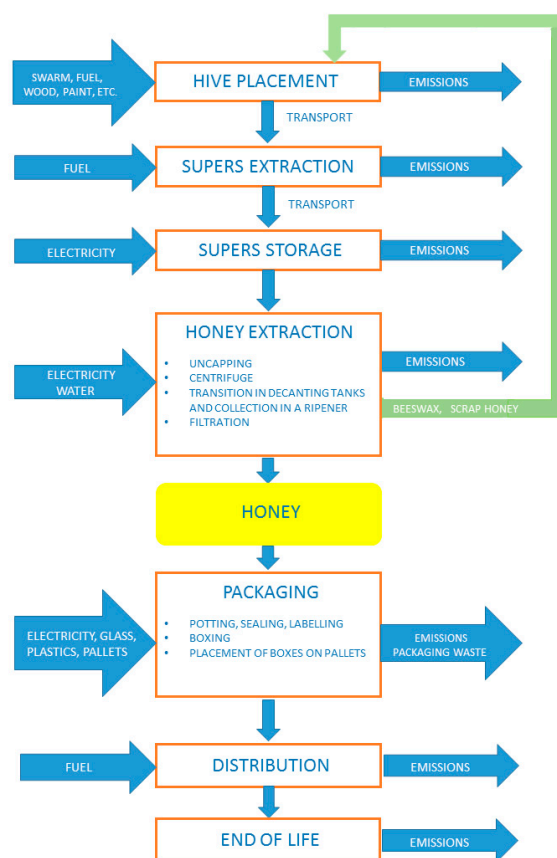 SWARM, FUEL,
WOOD, PAINT, ETC.
HIVE PLACEMENT
EMISSIONS
TRANSPORT
FUEL
SUPERS EXTRACTION
EMISSIONS
TRANSPORT
ELECTRICITY
SUPERS STORAGE
EMISSIONS
HONEY EXTRACTION
• UNCAPPING
• CENTRIFUGE
• TRANSITION IN DECANTING TANKS
AND COLLECTION IN A RIPENER
• FILTRATION
ELECTRICITY
WATER
EMISSIONS
BEESWAX, SCRAP HONEY
HONEY
PACKAGING
• POTTING, SEALING, LABELLING
• BOXING
• PLACEMENT OF BOXES ON PALLETS
ELECTRICITY, GLASS,
PLASTICS, PALLETS
EMISSIONS
PACKAGING WASTE
FUEL
DISTRIBUTION
EMISSIONS
END OF LIFE
EMISSIONS